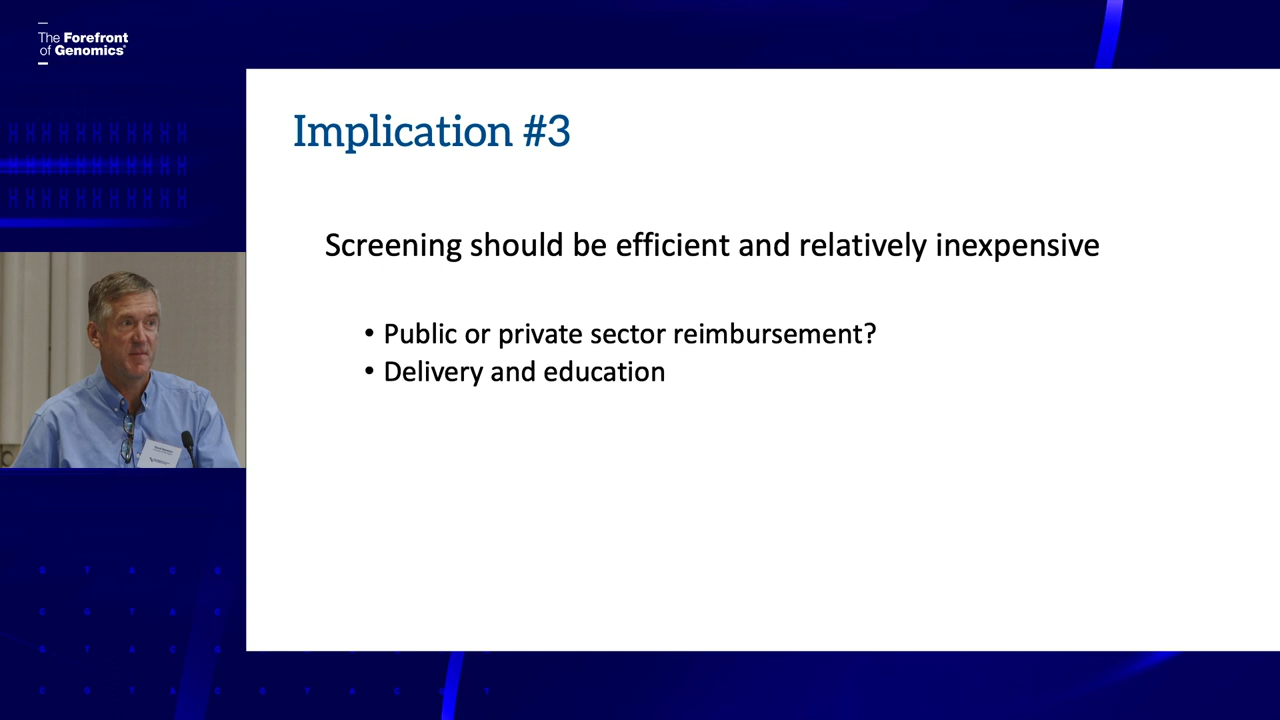 The Forefront
of Genomics
Implication #3
Screening should be efficient and relatively inexpensive
• Public or private sector reimbursement?
• Delivery and education